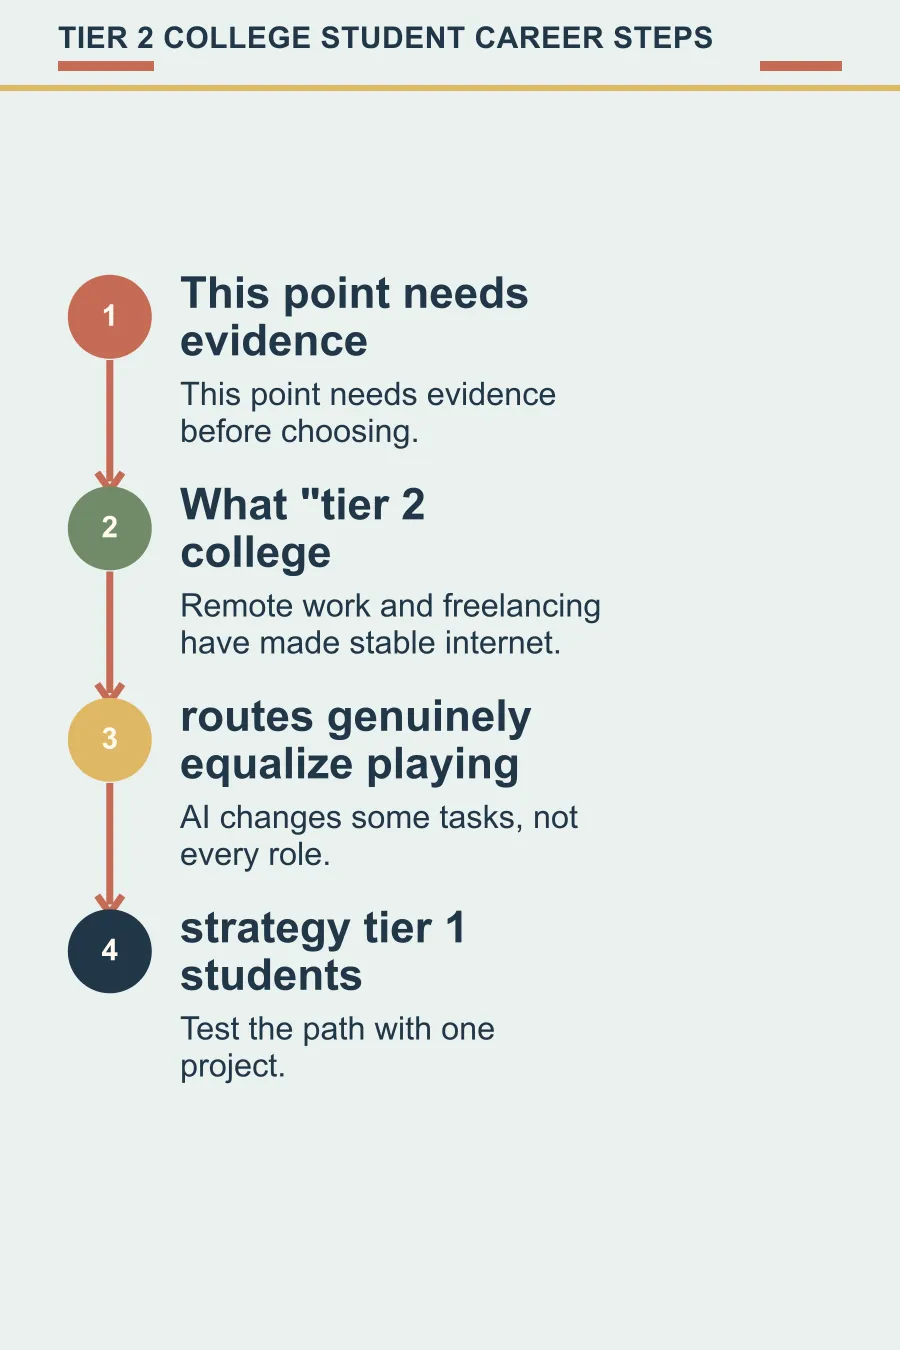 TIER 2 COLLEGE STUDENT CAREER STEPS
1
This point needs
evidence
This point needs evidence
before choosing.
2
What "tier 2
college
Remote work and freelancing
have made stable internet.
3
routes genuinely
equalize playing
AI changes some tasks, not
every role.
4
strategy tier 1
students
Test the path with one
project.